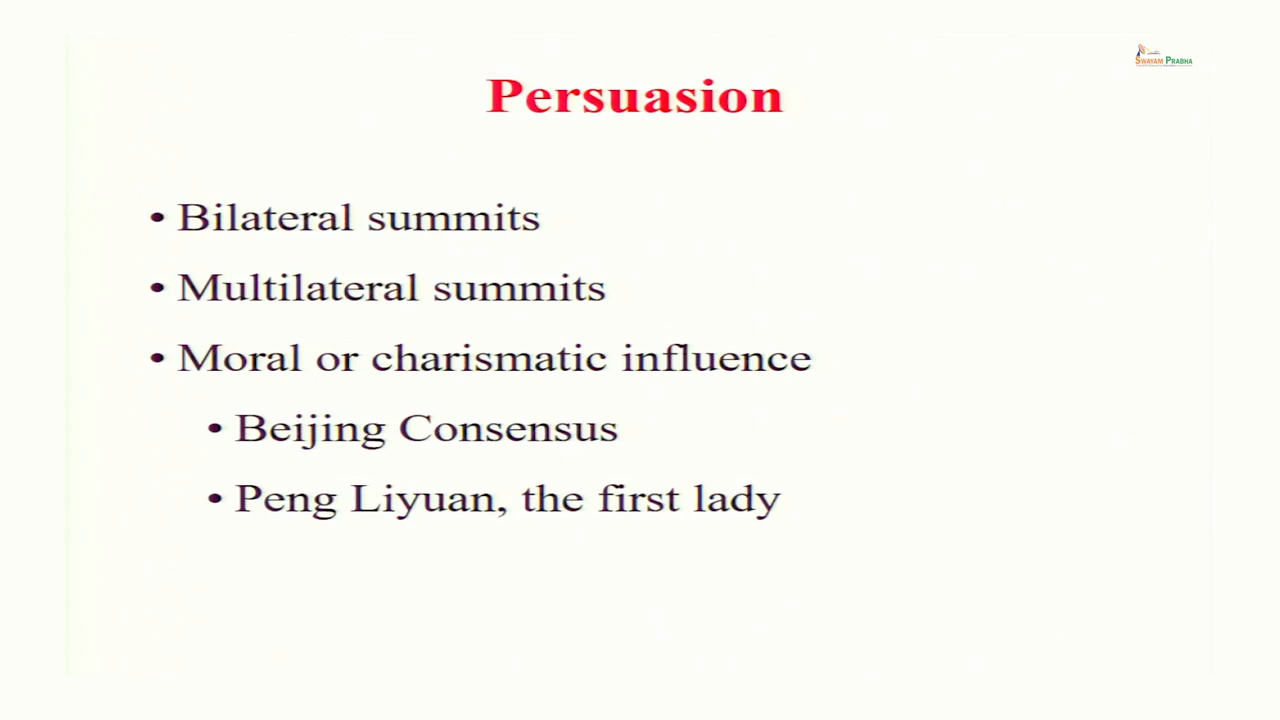 SWAYAM PRABHA
Persuasion
• Bilateral summits
• Multilateral summits
• Moral or charismatic influence
• Beijing Consensus
• Peng Liyuan, the first lady